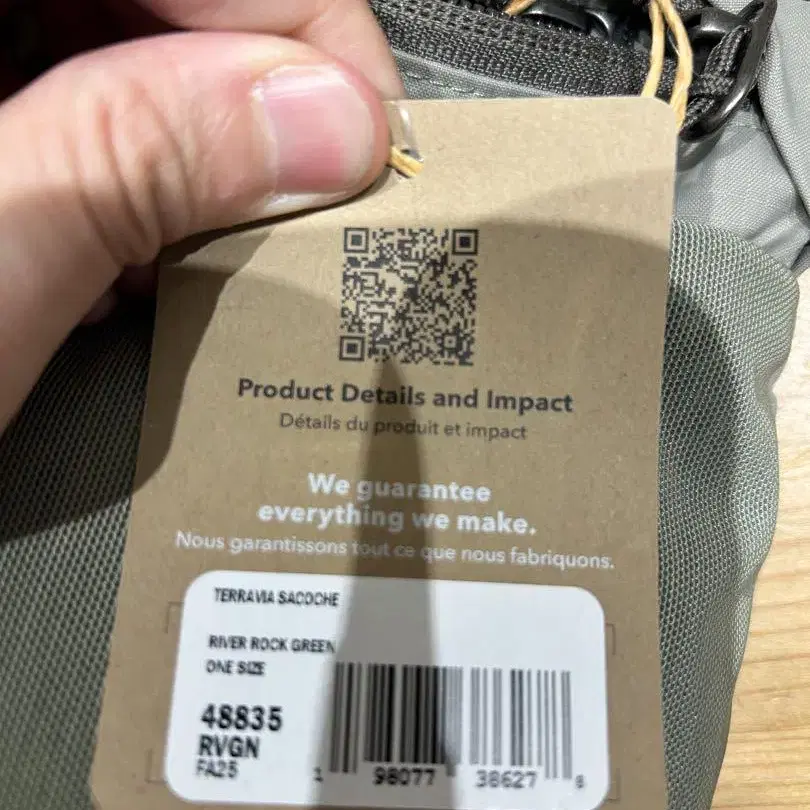 Product Details and Impact
Détails du produit et impact
We guarantee
everything we make.
Nous garantissons tout ce que nous fabriquons.
TERRAVIA SACOCHE
RIVER ROCK GREEN
ONE SIZE
48835
RVGN
FA25
1 98077 38627 8